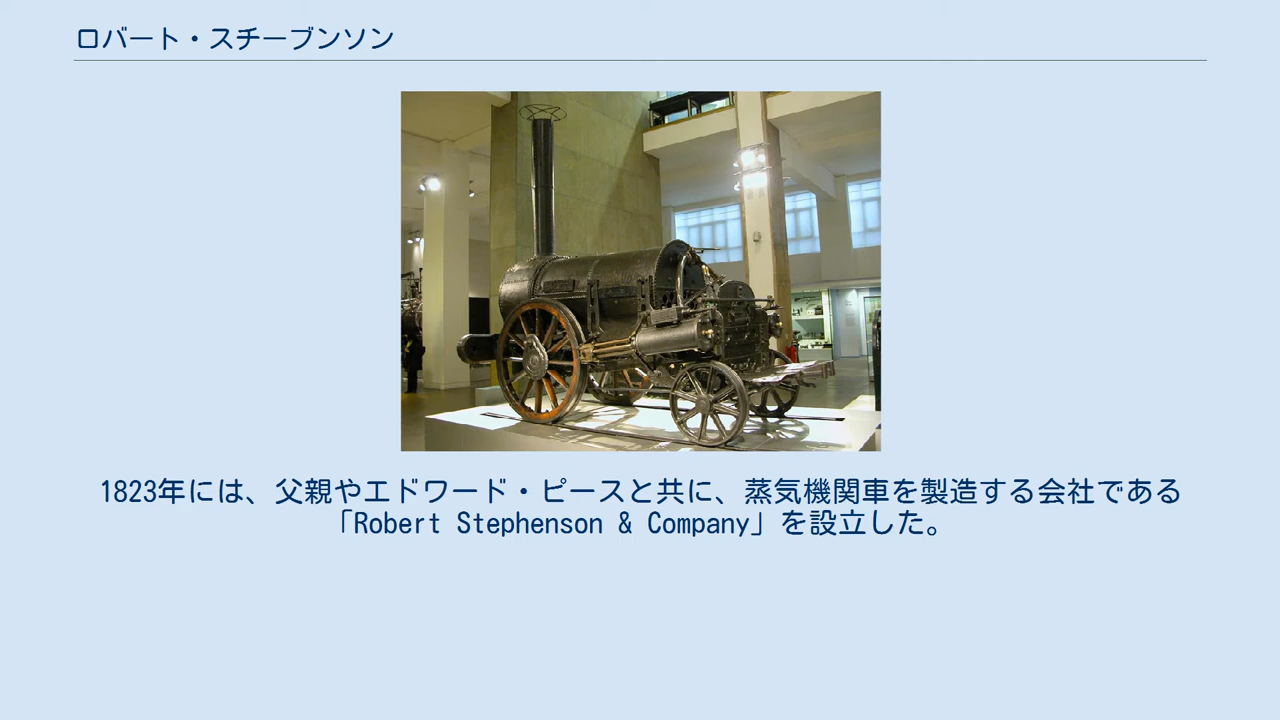 ロバート・スチーブンソン
1823年には、父親やエドワード・ピースと共に、蒸気機関車を製造する会社である
「Robert Stephenson & Company」を設立した。